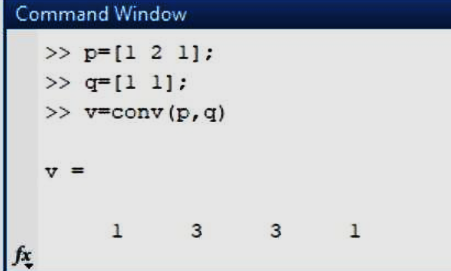 Command Window
>> p=[1 2 1];
>> q=[1 1];
>> v=conv(p,q)
v =
1 3 3 1
fx